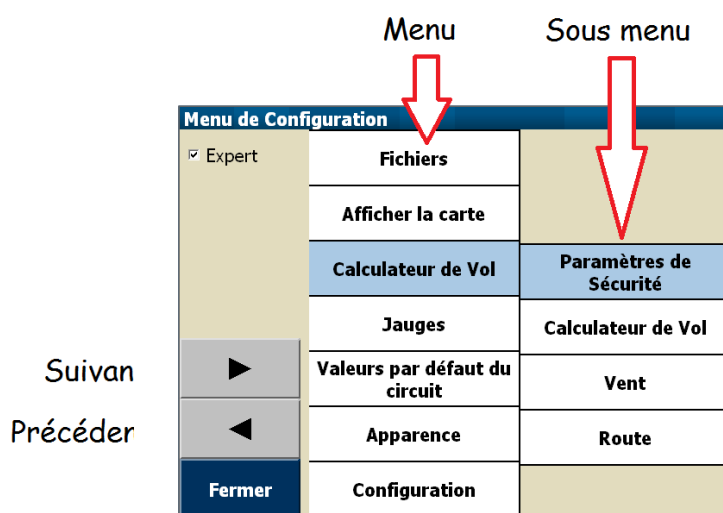 Menu
Sous menu
Menu de Configuration
Expert
Fichiers
Afficher la carte
Calculateur de Vol
Paramètres de
Sécurité
Jauges
Calculateur de Vol
Suivan
Valeurs par défaut du
circuit
Vent
Précéder
Apparence
Route
Fermer
Configuration